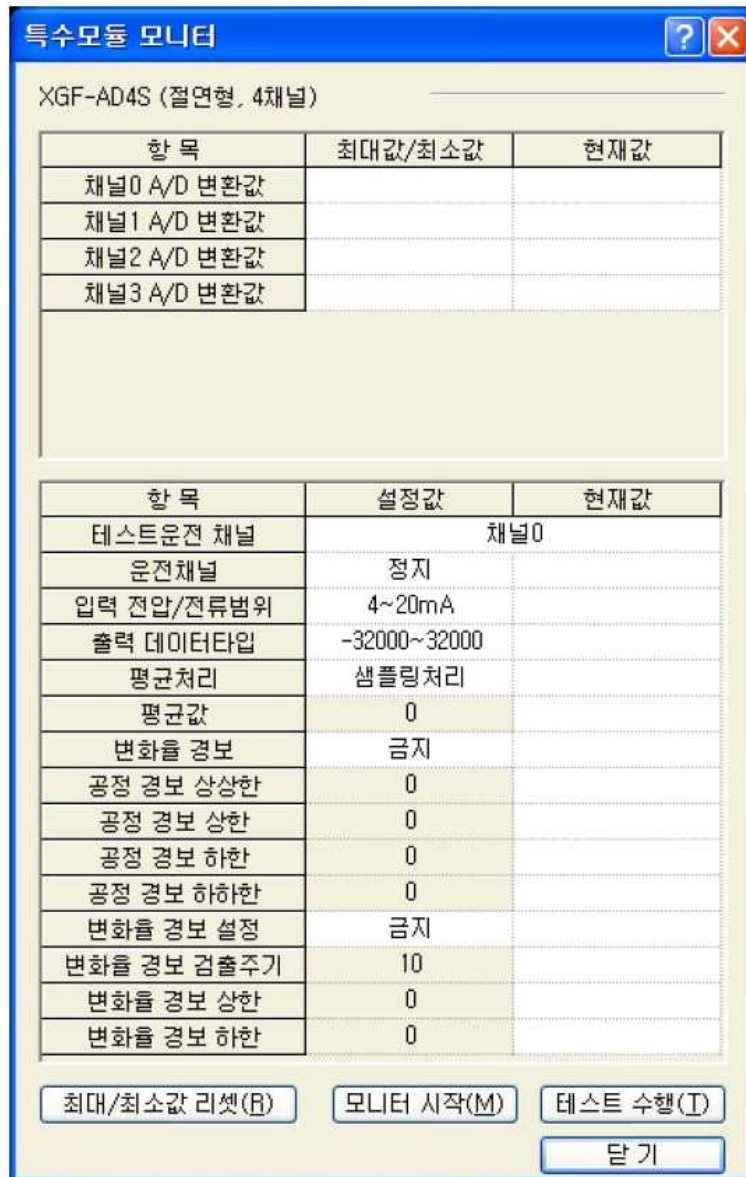 특수모듈 모니터
XGF-AD4S (절연형, 4채널)
항 목 최대값/최소값 현재값
채널0 A/D 변환값
채널1 A/D 변환값
채널2 A/D 변환값
채널3 A/D 변환값
항 목 설정값 현재값
테스트운전 채널 채널0
운전채널 정지
입력 전압/전류범위 4~20mA
출력 데이터타입 -32000~32000
평균처리 샘플링처리
평균값 0
변화율 경보 금지
공정 경보 상상한 0
공정 경보 상한 0
공정 경보 하한 0
공정 경보 하하한 0
변화율 경보 설정 금지
변화율 경보 검출주기 10
변화율 경보 상한 0
변화율 경보 하한 0
최대/최소값 리셋(R) 모니터 시작(M) 테스트 수행(T)
닫 기